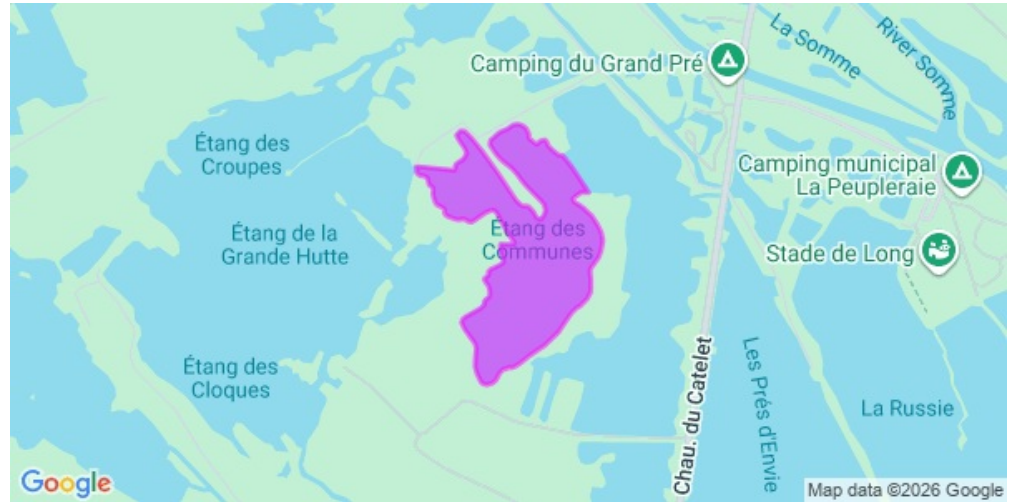 Camping du Grand Pré
La Somme
River Somme
Étang des
Croupes
Camping municipal
La Peupleraie
Étang de la
Grande Hutte
Étang des
Communes
Stade de Long
Étang des
Cloques
Chau. du Catelet
Les Prés d'Envie
La Russie
Google
Map data ©2026 Google